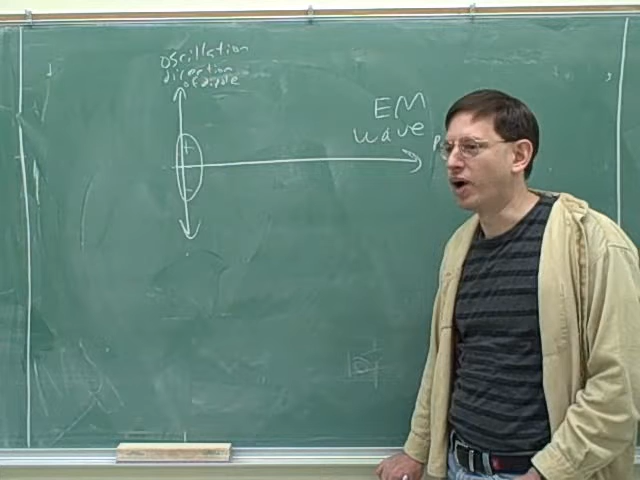 oscillation
direction
of dipole
EM
wave
+
-